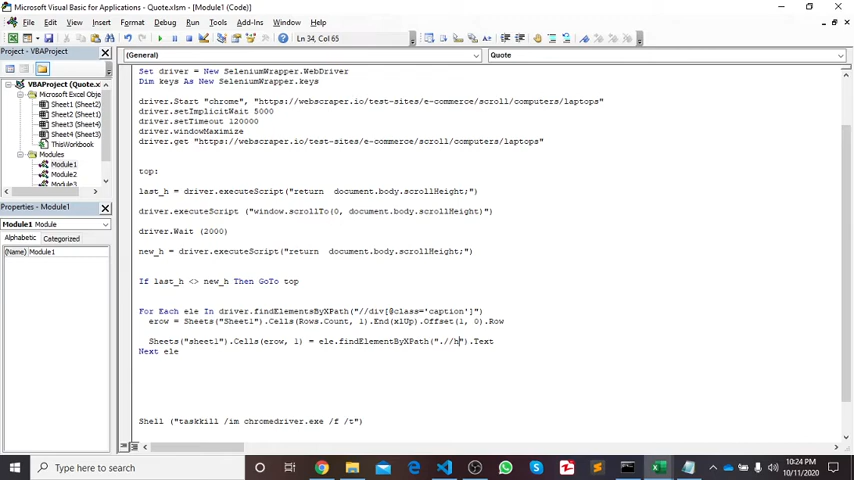 Microsoft Visual Basic for Applications - Quote.xlsm - [Module1 (Code)]
File Edit View Insert Format Debug Run Tools Add-Ins Window Help
Ln 34, Col 65
Project - VBAProject
(General)
Quote
VBAProject (Quote.xlsm)
Microsoft Excel Obje
Sheet1 (Sheet2)
Sheet2 (Sheet1)
Sheet3 (Sheet4)
Sheet4 (Sheet3)
ThisWorkbook
Modules
Module1
Module2
Module3
Properties - Module1
Module1 Module
Alphabetic Categorized
(Name) Module1
Set driver = New SeleniumWrapper.WebDriver
Dim keys As New SeleniumWrapper.keys
driver.Start "chrome", "https://webscraper.io/test-sites/e-commerce/scroll/computers/laptops"
driver.setImplicitWait 5000
driver.setTimeout 120000
driver.windowMaximize
driver.get "https://webscraper.io/test-sites/e-commerce/scroll/computers/laptops"
top:
last_h = driver.executeScript("return  document.body.scrollHeight;")
driver.executeScript ("window.scrollTo(0, document.body.scrollHeight)")
driver.Wait (2000)
new_h = driver.executeScript("return  document.body.scrollHeight;")
If last_h <> new_h Then GoTo top
For Each ele In driver.findElementsByXPath("//div[@class='caption']")
erow = Sheets("Sheet1").Cells(Rows.Count, 1).End(xlUp).Offset(1, 0).Row
Sheets("sheet1").Cells(erow, 1) = ele.findElementByXPath(".//h").Text
Next ele
Shell ("taskkill /im chromedriver.exe /f /t")
Type here to search
10:24 PM
10/11/2020